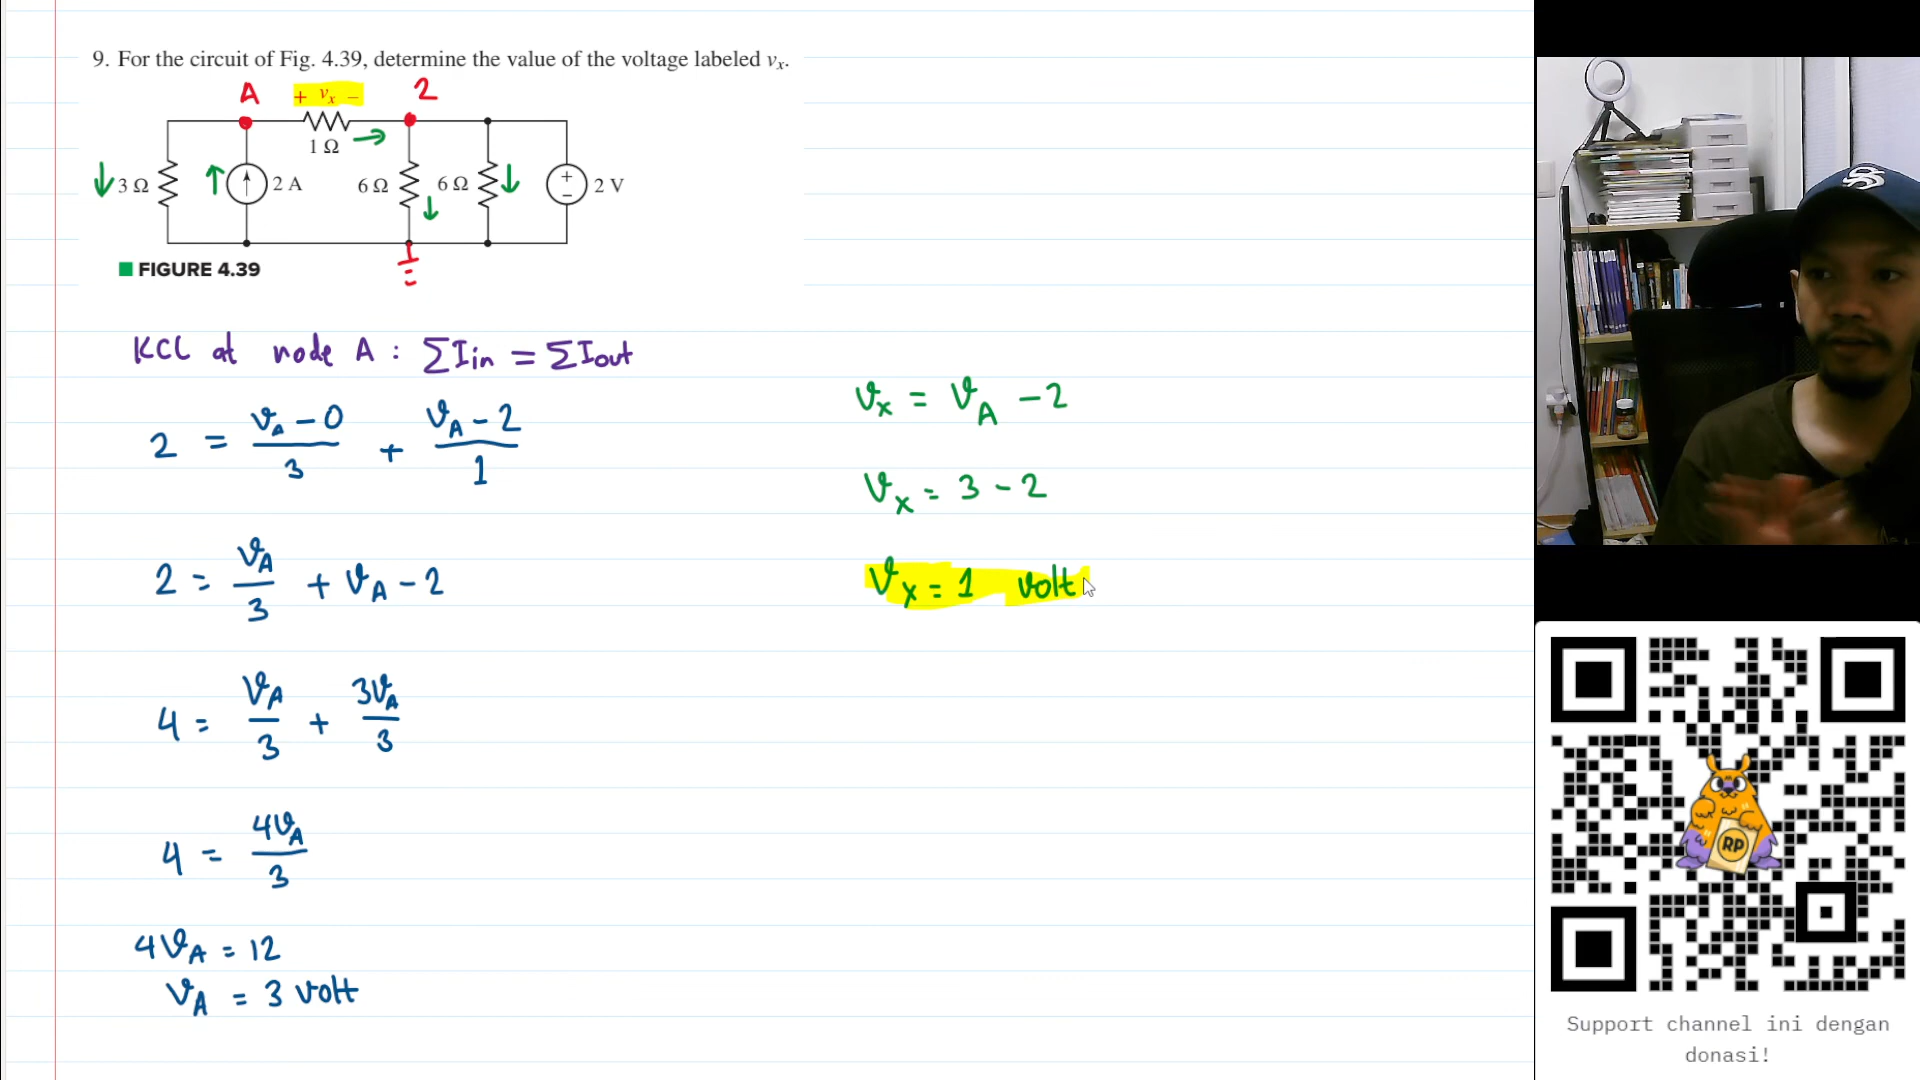 9. For the circuit of Fig. 4.39, determine the value of the voltage labeled vₓ.
A
+ vₓ −
2
1 Ω
3 Ω
2 A
6 Ω
6 Ω
+
−
2 V
FIGURE 4.39
KCL at node A : ΣIin = ΣIout
2 = (vA − 0)/3 + (vA − 2)/1
2 = vA/3 + vA − 2
4 = vA/3 + 3vA/3
4 = 4vA/3
4vA = 12
vA = 3 volt
vx = vA − 2
vx = 3 − 2
vx = 1 volt
RP
Support channel ini dengan
donasi!